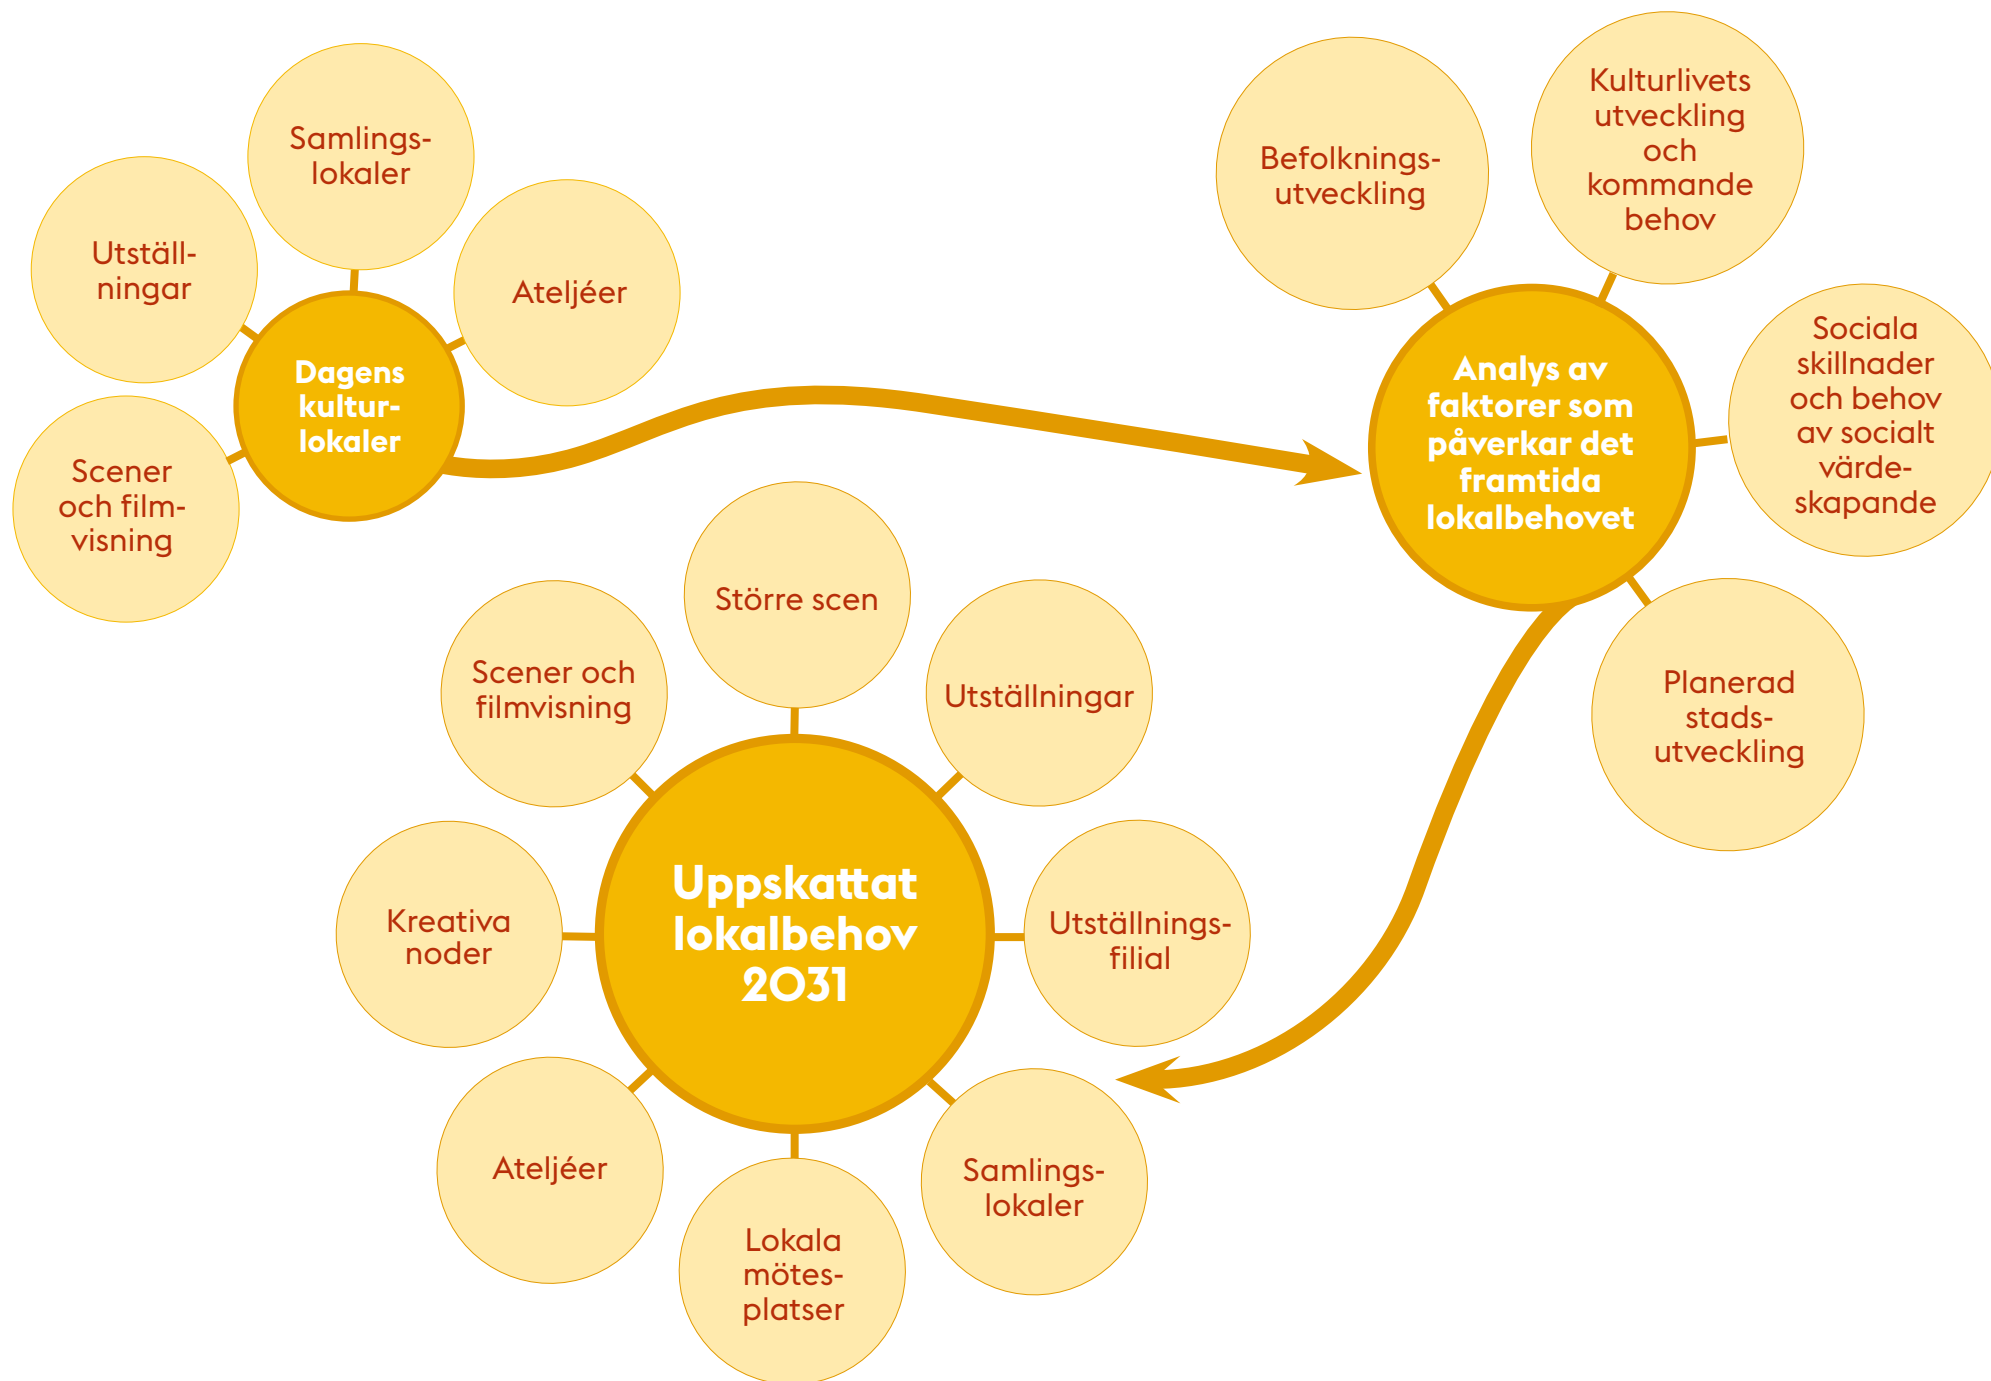 Samlings-
lokaler
Utställ-
ningar
Ateljéer
Scener
och film-
visning
Dagens
kultur-
lokaler
Befolknings-
utveckling
Kulturlivets
utveckling
och
kommande
behov
Sociala
skillnader
och behov
av socialt
värde-
skapande
Planerad
stads-
utveckling
Analys av
faktorer som
påverkar det
framtida
lokalbehovet
Större scen
Scener och
filmvisning
Utställningar
Kreativa
noder
Uppskattat
lokalbehov
2031
Utställnings-
filial
Ateljéer
Lokala
mötes-
platser
Samlings-
lokaler